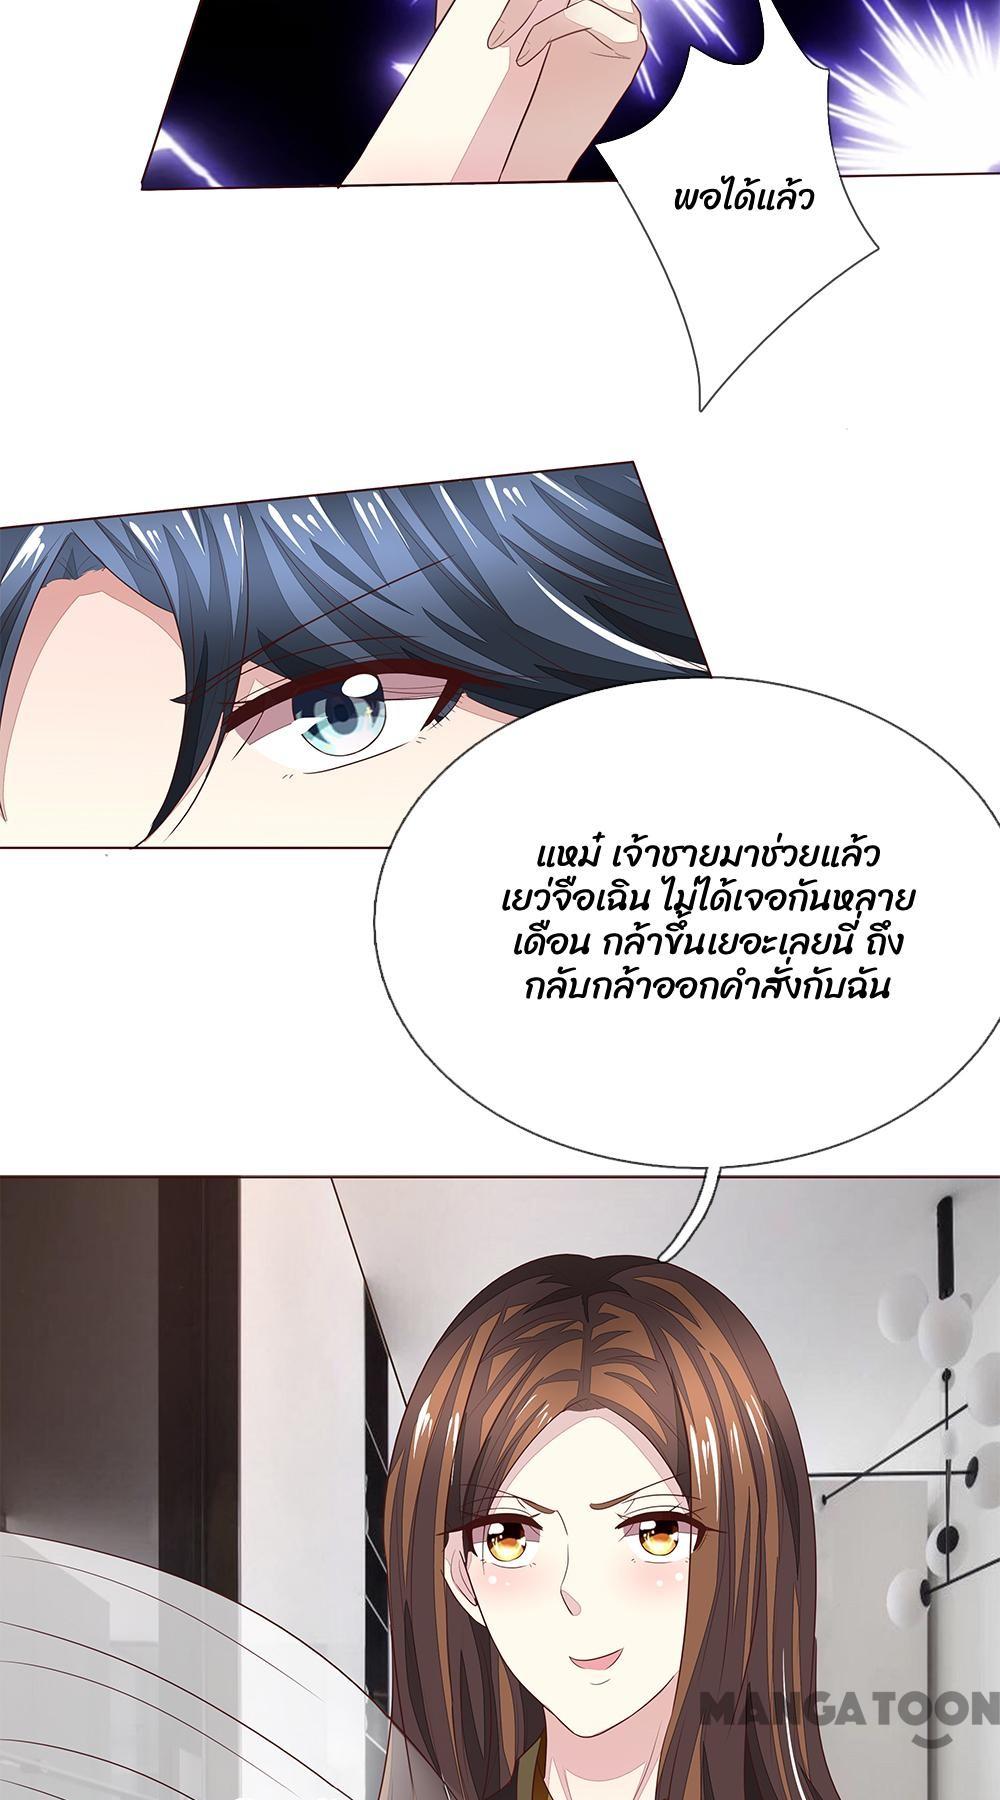 พอได้แล้ว
แหม๋ เจ้าชายมาช่วยแล้ว
เยว่จือเฉิน ไม่ได้เจอกันหลาย
เดือน กล้าขึ้นเยอะเลยนี่ ถึง
กลับกล้าออกคำสั่งกับฉัน
MANGATOON